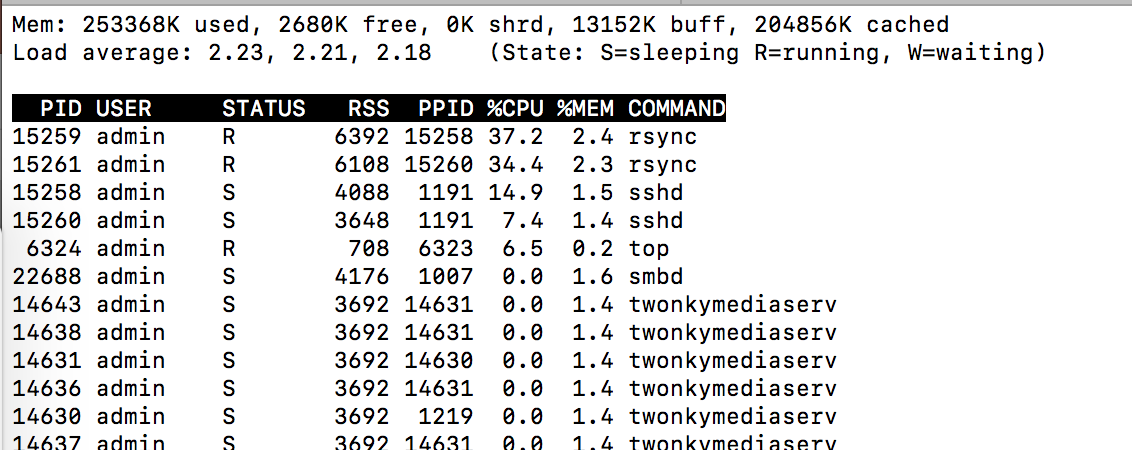 Mem: 253368K used, 2680K free, 0K shrd, 13152K buff, 204856K cached
Load average: 2.23, 2.21, 2.18    (State: S=sleeping R=running, W=waiting)
  PID USER     STATUS   RSS  PPID %CPU %MEM COMMAND
15259 admin    R       6392 15258 37.2  2.4 rsync
15261 admin    R       6108 15260 34.4  2.3 rsync
15258 admin    S       4088  1191 14.9  1.5 sshd
15260 admin    S       3648  1191  7.4  1.4 sshd
 6324 admin    R        708  6323  6.5  0.2 top
22688 admin    S       4176  1007  0.0  1.6 smbd
14643 admin    S       3692 14631  0.0  1.4 twonkymediaserv
14638 admin    S       3692 14631  0.0  1.4 twonkymediaserv
14631 admin    S       3692 14630  0.0  1.4 twonkymediaserv
14636 admin    S       3692 14631  0.0  1.4 twonkymediaserv
14630 admin    S       3692  1219  0.0  1.4 twonkymediaserv
14637 admin    S       3692 14631  0.0  1.4 twonkymediaserv